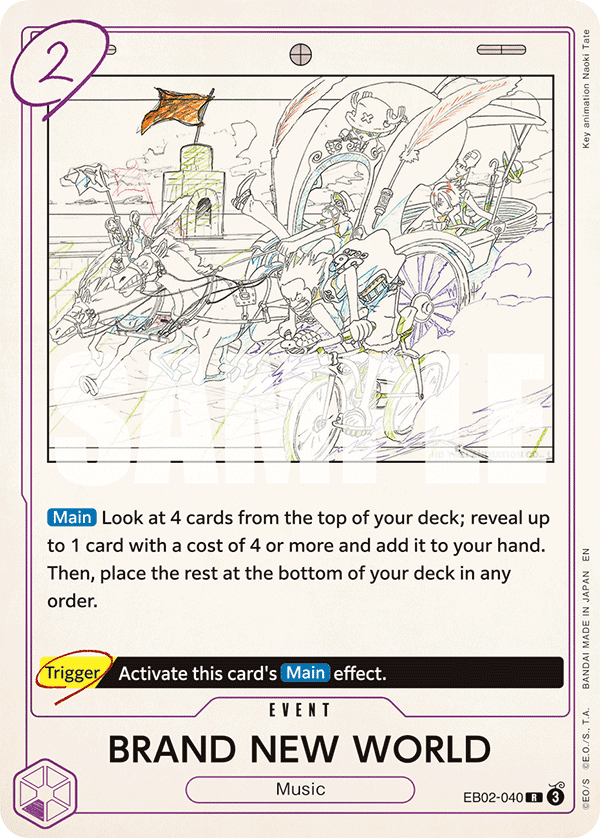 2
Key animation Naoki Tate
SAMPLE
Main Look at 4 cards from the top of your deck; reveal up
to 1 card with a cost of 4 or more and add it to your hand.
Then, place the rest at the bottom of your deck in any
order.
Trigger Activate this card's Main effect.
EVENT
BRAND NEW WORLD
Music
EB02-040 R 3
©E.O/S ©E.O./S., T.A. BANDAI MADE IN JAPAN EN